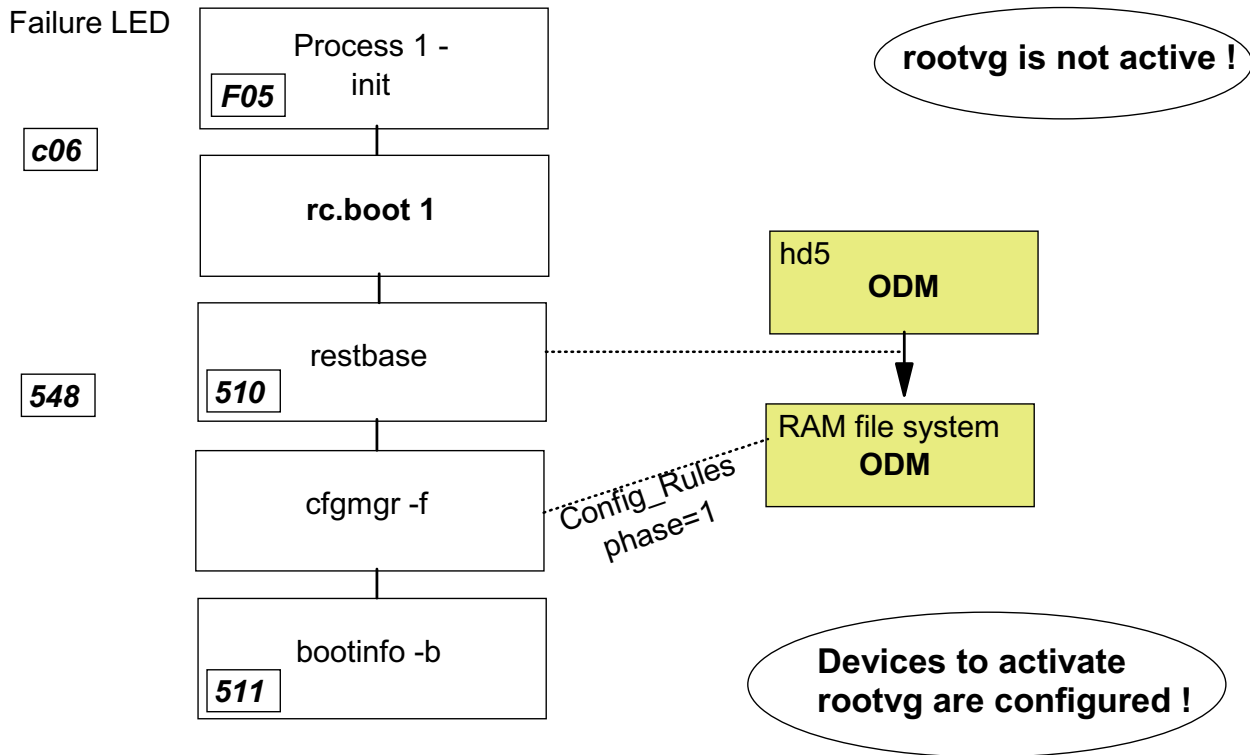 Failure LED
Process 1 -
init
F05
rootvg is not active !
c06
rc.boot 1
hd5
ODM
restbase
510
548
RAM file system
ODM
cfgmgr -f
Config_Rules
phase=1
bootinfo -b
511
Devices to activate
rootvg are configured !